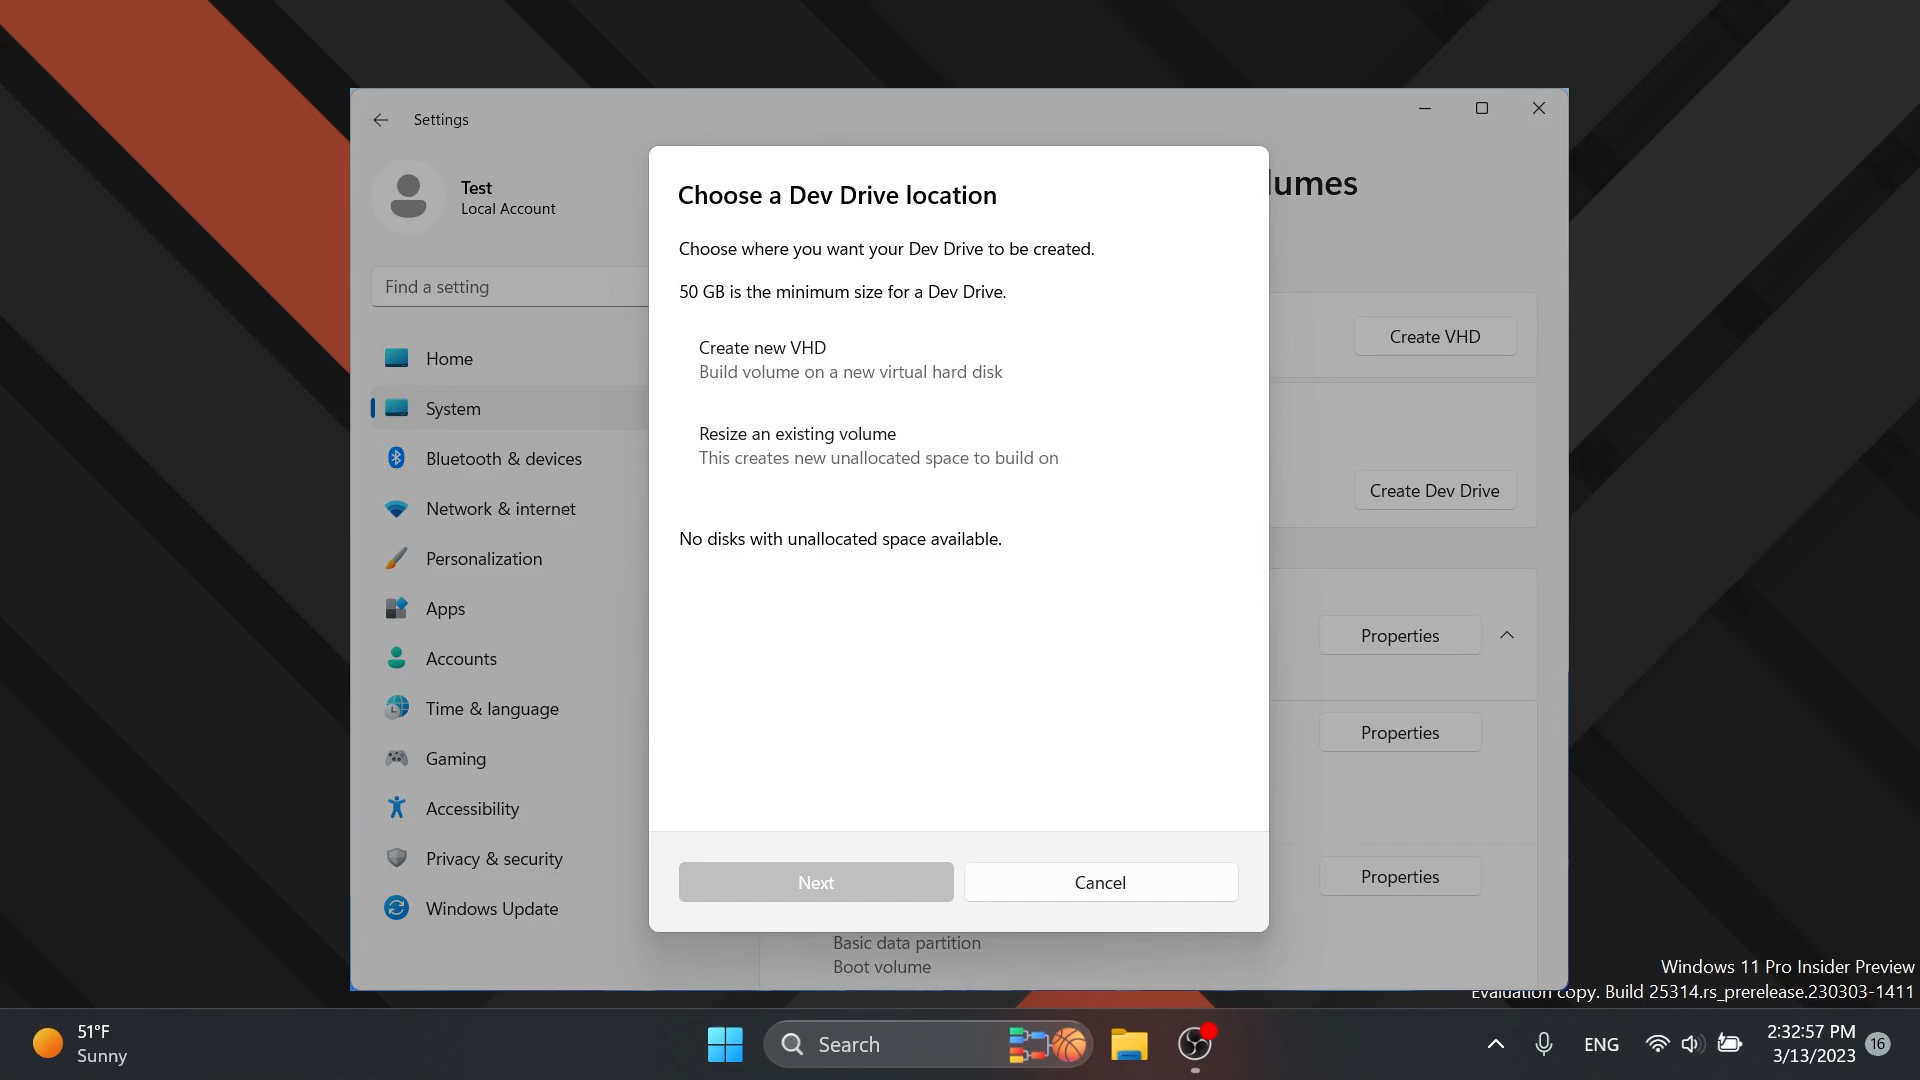 Settings
Test
Local Account
Find a setting
Home
System
Bluetooth & devices
Network & internet
Personalization
Apps
Accounts
Time & language
Gaming
Accessibility
Privacy & security
Windows Update
lumes
Create VHD
Create Dev Drive
Properties
Properties
Properties
Basic data partition
Boot volume
Choose a Dev Drive location
Choose where you want your Dev Drive to be created.
50 GB is the minimum size for a Dev Drive.
Create new VHD
Build volume on a new virtual hard disk
Resize an existing volume
This creates new unallocated space to build on
No disks with unallocated space available.
Next
Cancel
Windows 11 Pro Insider Preview
Evaluation copy. Build 25314.rs_prerelease.230303-1411
51°F
Sunny
Search
ENG
2:32:57 PM
3/13/2023
16